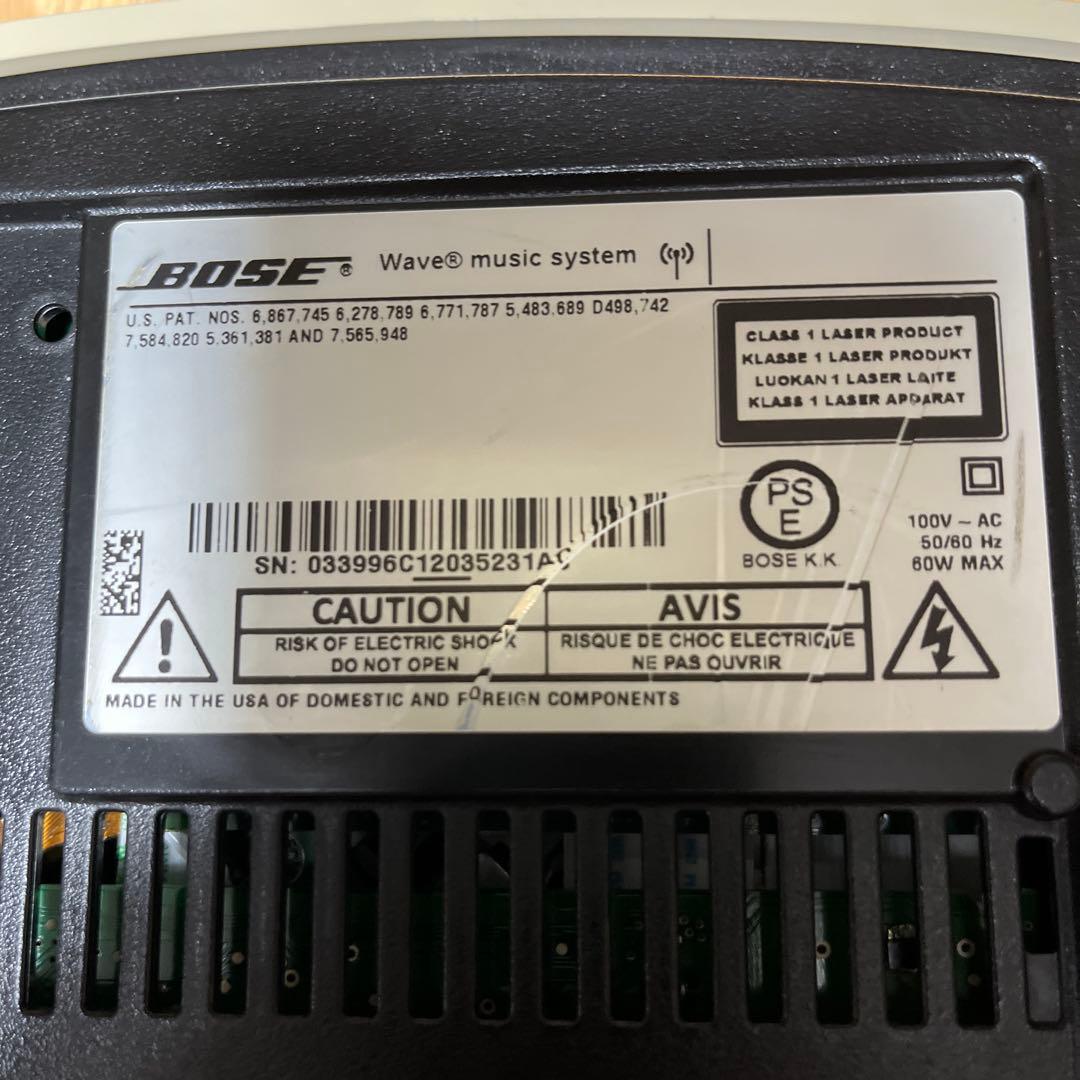 BOSE® Wave® music system
U.S. PAT. NOS. 6,867,745 6,278,789 6,771,787 5,483,689 D498,742
7,584,820 5,361,381 AND 7,565,948
CLASS 1 LASER PRODUCT
KLASSE 1 LASER PRODUKT
LUOKAN 1 LASER LAITE
KLASS 1 LASER APPARAT
PS
E
BOSE K.K.
100V ~ AC
50/60 Hz
60W MAX
SN: 033996C12035231AC
CAUTION
RISK OF ELECTRIC SHOCK
DO NOT OPEN
AVIS
RISQUE DE CHOC ELECTRIQUE
NE PAS OUVRIR
MADE IN THE USA OF DOMESTIC AND FOREIGN COMPONENTS